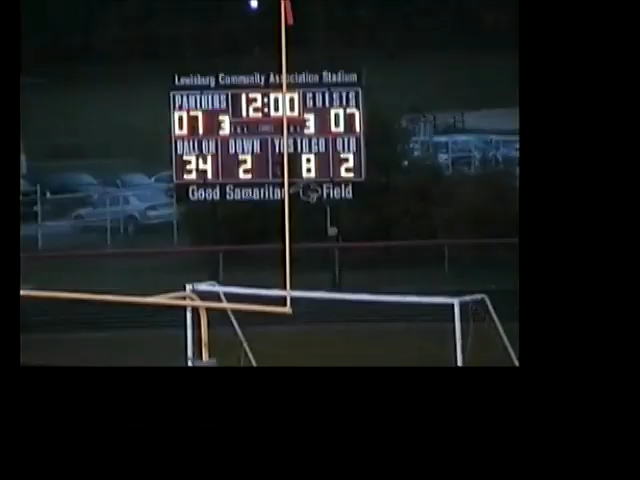 Lewisburg Community Association Stadium
PANTHERS 12:00 GUESTS
07 3 3 07
BALL ON DOWN YDS TO GO QTR
34 2 8 2
Good Samaritan Field